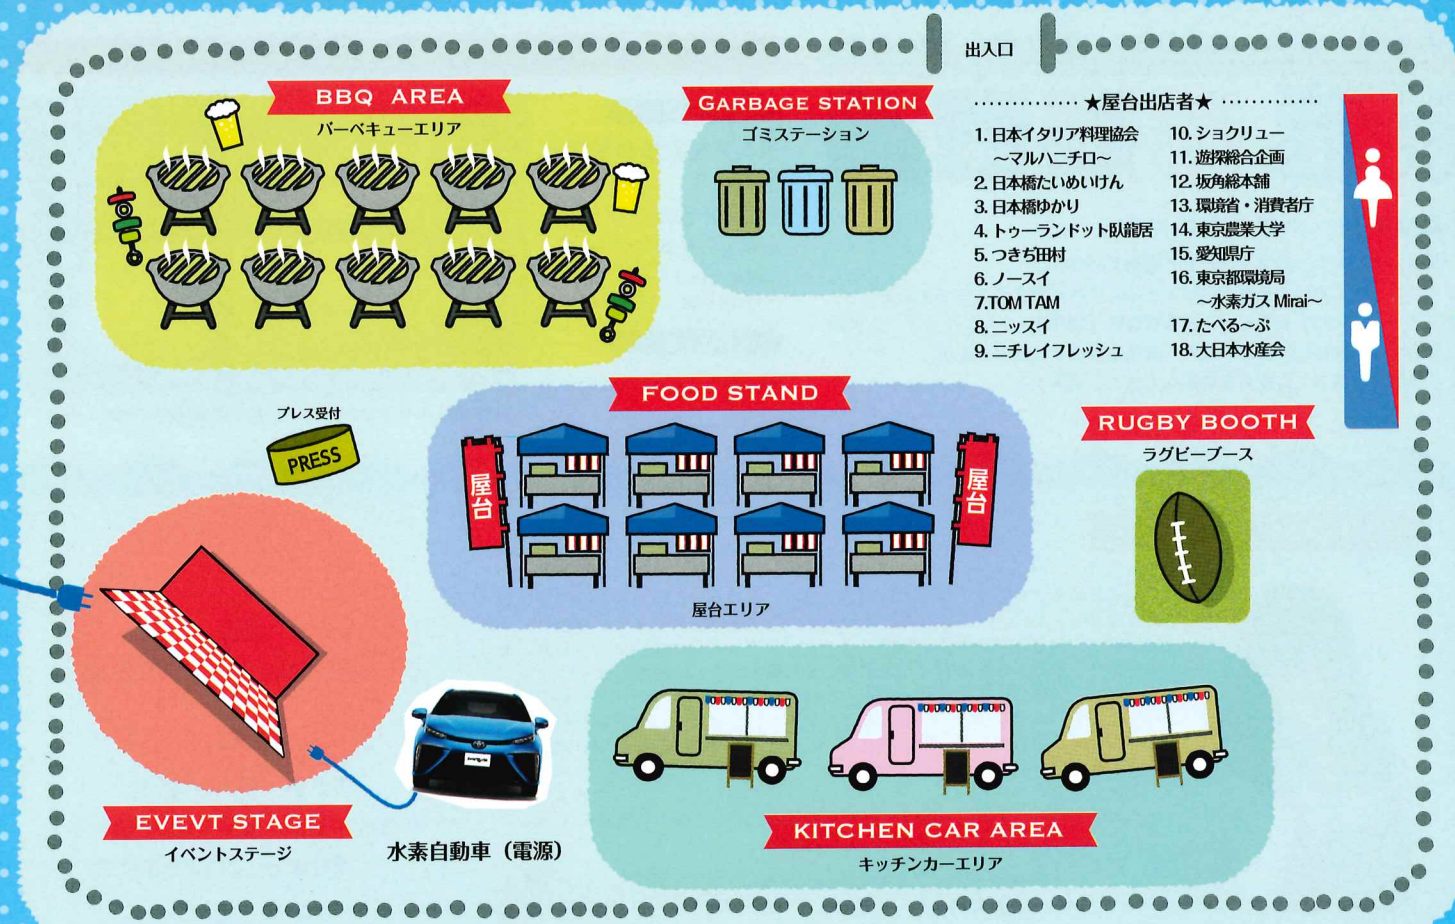 出入口
BBQ AREA
バーベキューエリア
GARBAGE STATION
ゴミステーション
★屋台出店者★
1. 日本イタリア料理協会
～マルハニチロ～
2. 日本橋たいめいけん
3. 日本橋ゆかり
4. トゥーランドット臥龍居
5. つきぢ田村
6. ノースイ
7.TOM TAM
8. ニッスイ
9. ニチレイフレッシュ
10. ショクリュー
11. 遊探総合企画
12. 坂角総本舖
13. 環境省・消費者庁
14. 東京農業大学
15. 愛知県庁
16. 東京都環境局
～水素ガス Mirai～
17. たべる～ぷ
18. 大日本水産会
プレス受付
PRESS
FOOD STAND
屋台
屋台
屋台エリア
RUGBY BOOTH
ラグビーブース
EVEVT STAGE
イベントステージ
水素自動車（電源）
KITCHEN CAR AREA
キッチンカーエリア